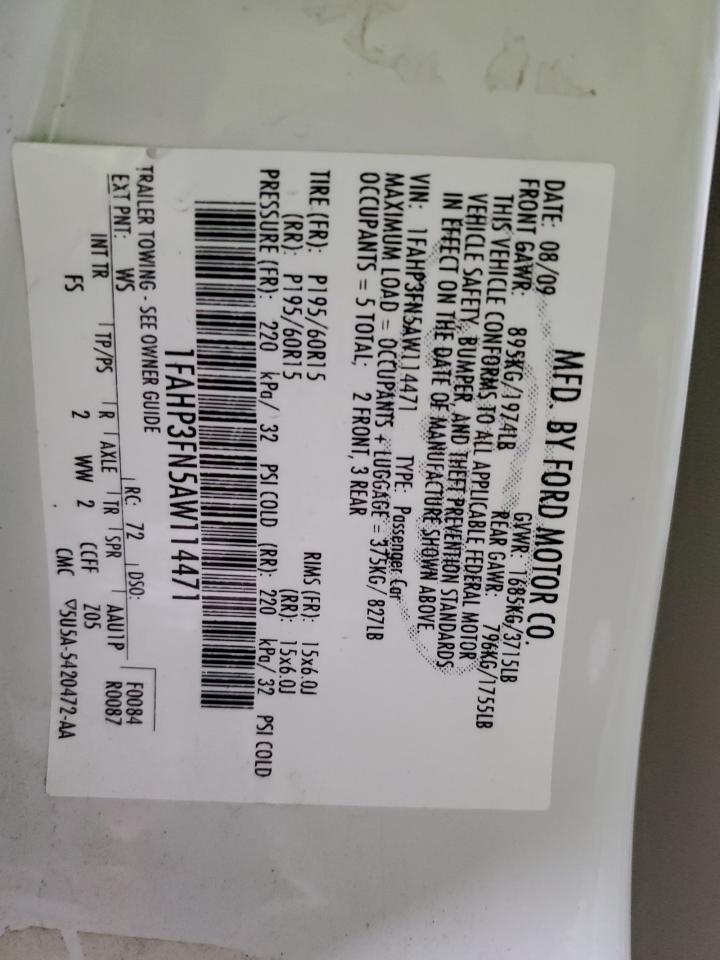 MFD. BY FORD MOTOR CO.
DATE: 08/09 GVWR: 1685KG/3715LB
FRONT GAWR: 895KG/1974LB REAR GAWR: 796KG/1755LB
THIS VEHICLE CONFORMS TO ALL APPLICABLE FEDERAL MOTOR
VEHICLE SAFETY, BUMPER, AND THEFT PREVENTION STANDARDS
IN EFFECT ON THE DATE OF MANUFACTURE SHOWN ABOVE.
VIN: 1FAHP3FN5AW114471 TYPE: Passenger Car
MAXIMUM LOAD = OCCUPANTS + LUGGAGE = 375KG/827LB
OCCUPANTS = 5 TOTAL; 2 FRONT, 3 REAR
TIRE (FR): P195/60R15 RIMS (FR): 15x6.0J
(RR): P195/60R15 (RR): 15x6.0J
PRESSURE (FR): 220 kPa/ 32 PSI COLD (RR): 220 kPa/32 PSI COLD
1FAHP3FN5AW114471
TRAILER TOWING - SEE OWNER GUIDE
F0084
EXT PNT: WS RC: 72 DSO: R0087
INT TR TP/PS R AXLE TR SPR AAU1P
FS 2 WW 2 CCFF Z05
CMC ▽5U5A-5420472-AA